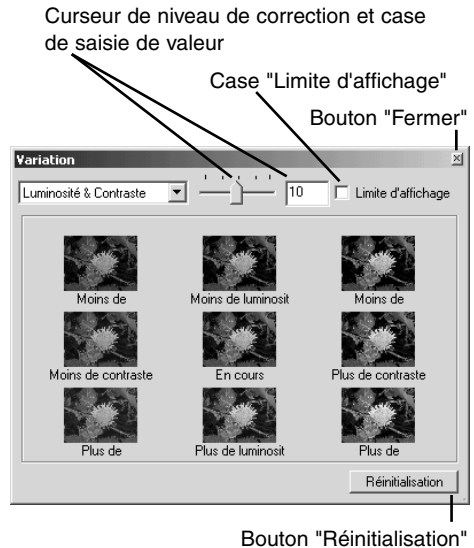 Curseur de niveau de correction et case
de saisie de valeur
Case "Limite d'affichage"
Bouton "Fermer"
Variation
Luminosité & Contraste
10
Limite d'affichage
Moins de
Moins de luminosit
Moins de
Moins de contraste
En cours
Plus de contraste
Plus de
Plus de luminosit
Plus de
Réinitialisation
Bouton "Réinitialisation"